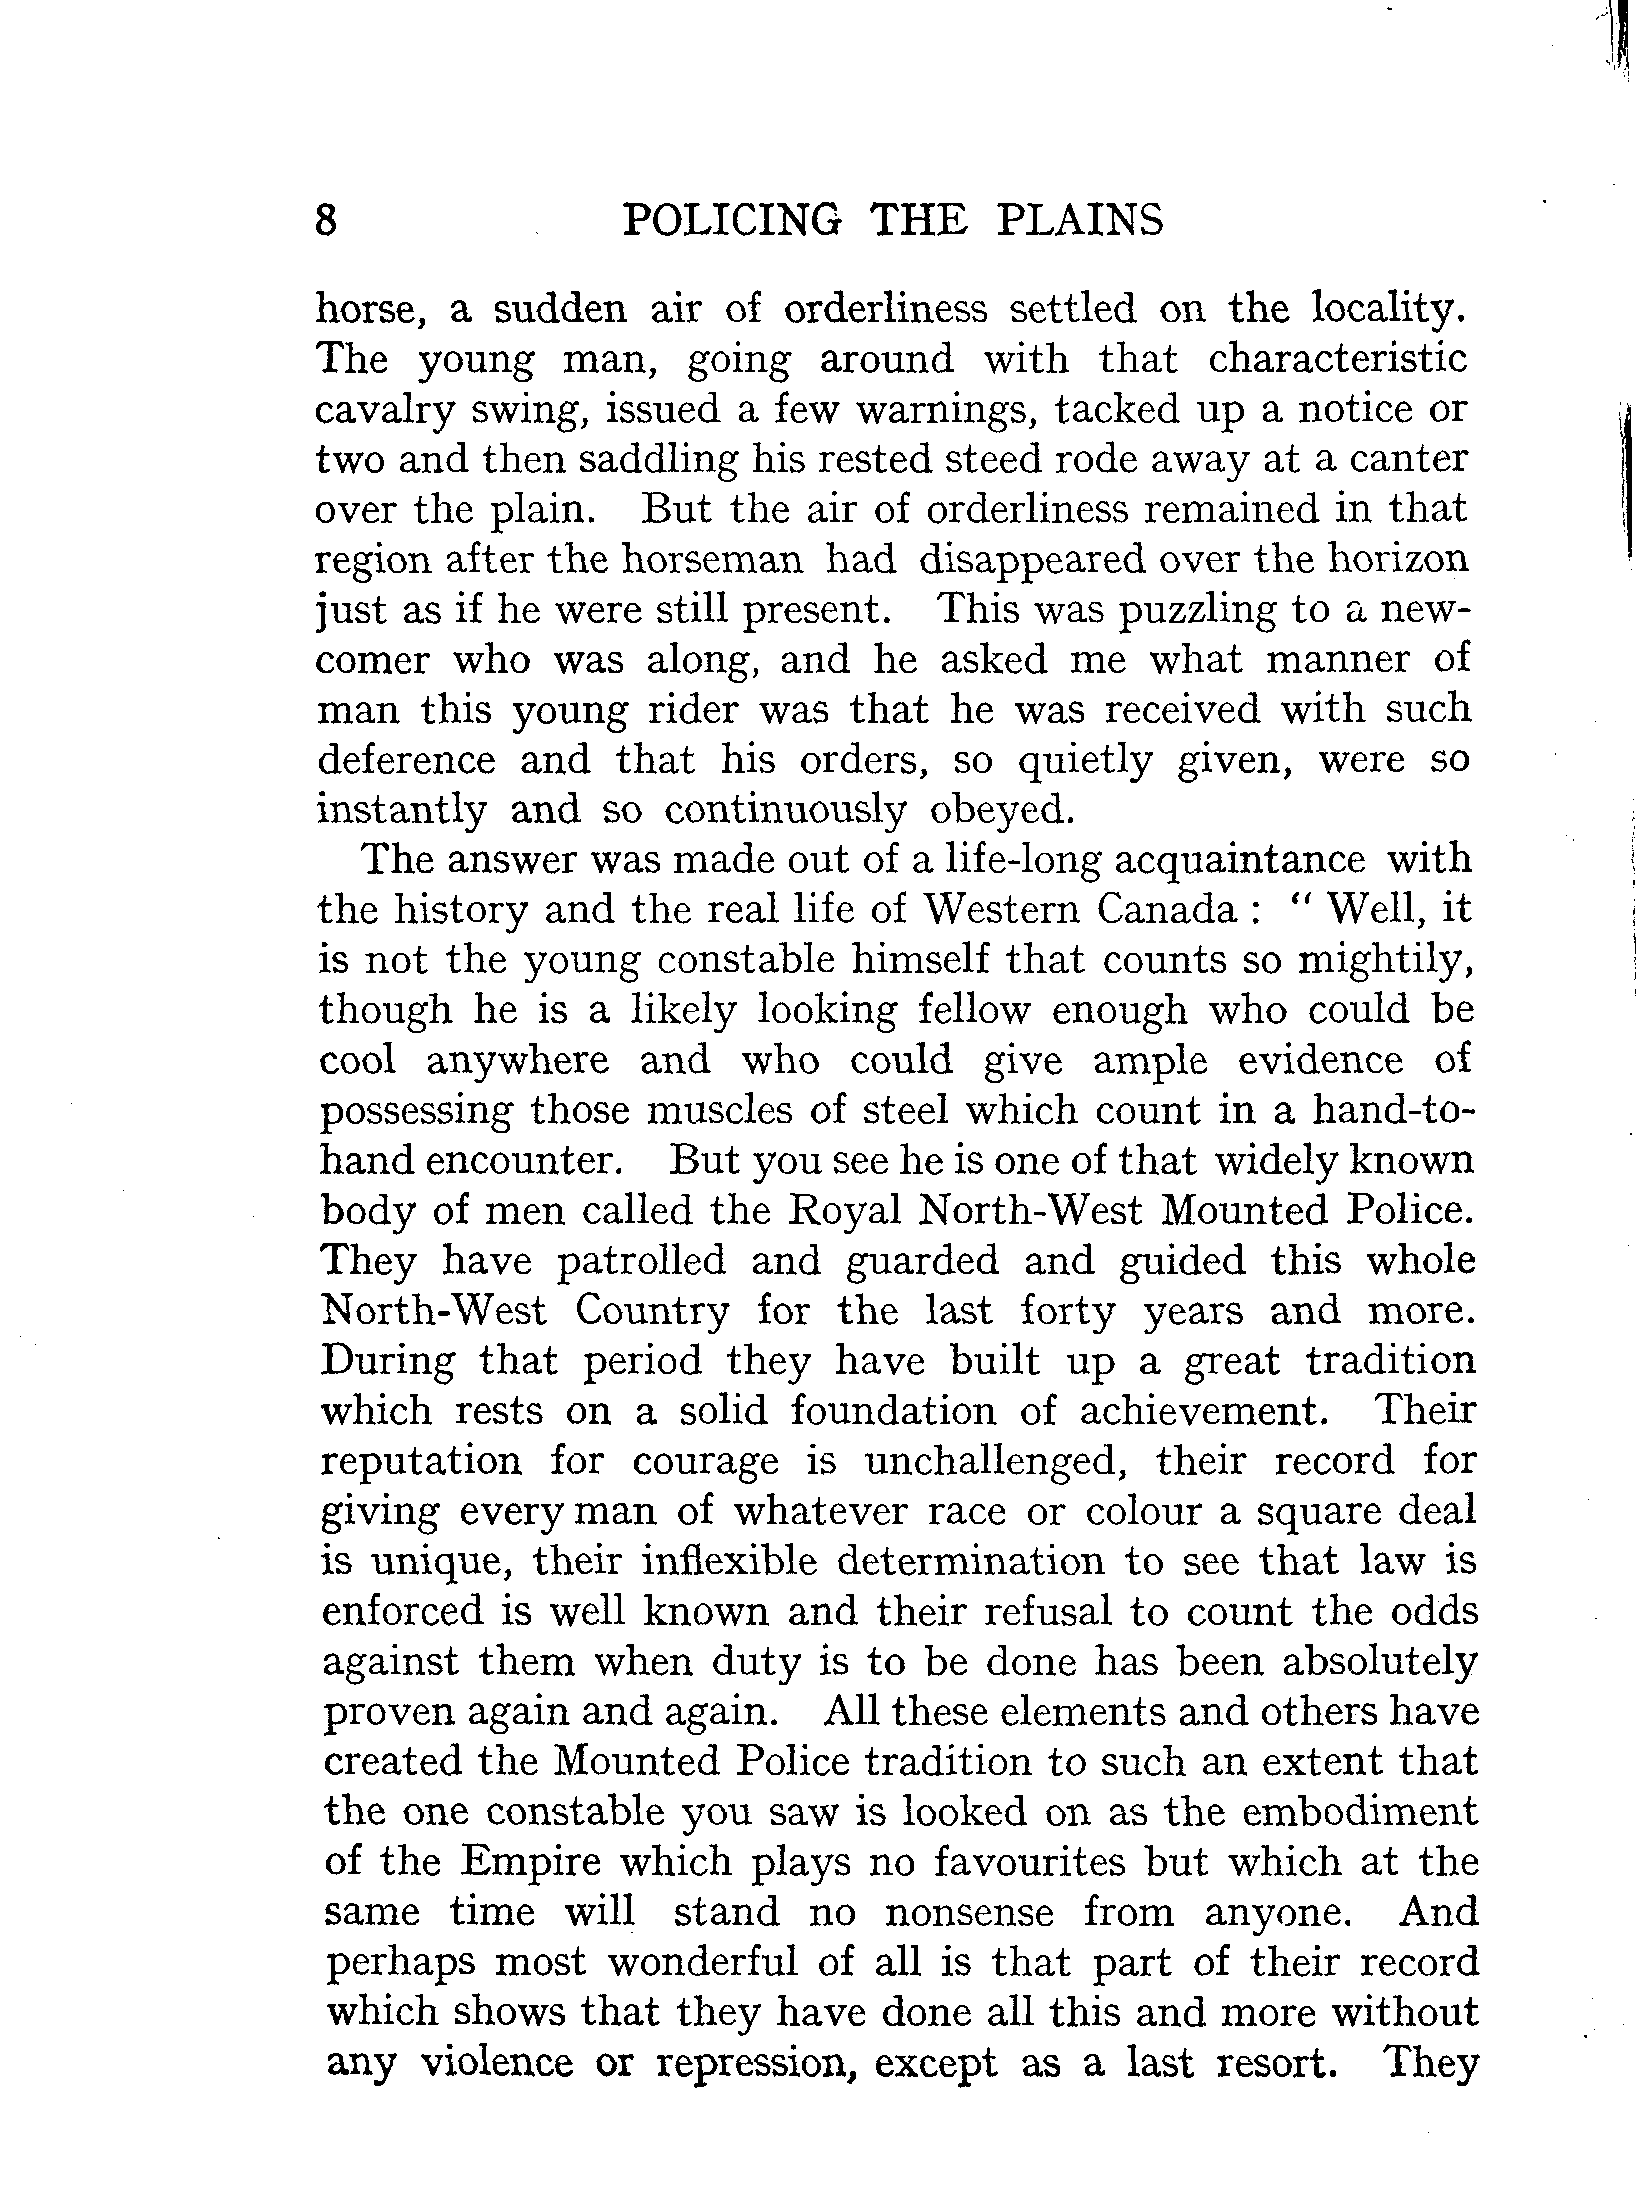 8 POLICING THE PLAINS
horse, a sudden air of orderliness settled on the locality.
The young man, going around with that characteristic
cavalry swing, issued a few warnings, tacked up a notice or
two and then saddling his rested steed rode away at a canter
over the plain. But the air of orderliness remained in that
region after the horseman had disappeared over the horizon
just as if he were still present. This was puzzling to a new-
comer who was along, and he asked me what manner of
man this young rider was that he was received with such
deference and that his orders, so quietly given, were so
instantly and so continuously obeyed.
The answer was made out of a life-long acquaintance with
the history and the real life of Western Canada : “ Well, it
is not the young constable himself that counts so mightily,
though he is a likely looking fellow enough who could be
cool anywhere and who could give ample evidence of
possessing those muscles of steel which count in a hand-to-
hand encounter. But you see he is one of that widely known
body of men called the Royal North-West Mounted Police.
They have patrolled and guarded and guided this whole
North-West Country for the last forty years and more.
During that period they have built up a great tradition
which rests on a solid foundation of achievement. Their
reputation for courage is unchallenged, their record for
giving every man of whatever race or colour a square deal
is unique, their inflexible determination to see that law is
enforced is well known and their refusal to count the odds
against them when duty is to be done has been absolutely
proven again and again. All these elements and others have
created the Mounted Police tradition to such an extent that
the one constable you saw is looked on as the embodiment
of the Empire which plays no favourites but which at the
same time will stand no nonsense from anyone. And
perhaps most wonderful of all is that part of their record
which shows that they have done all this and more without
any violence or repression, except as a last resort. They